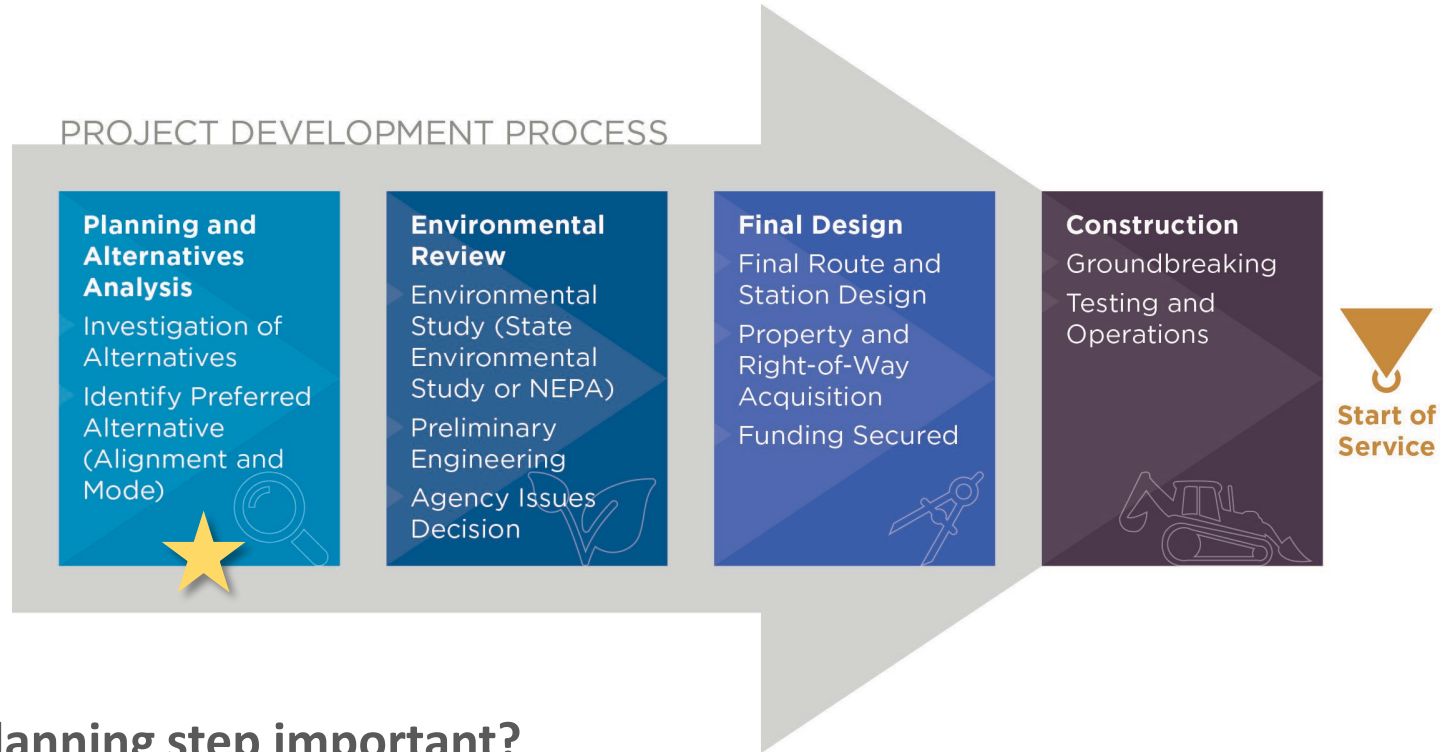 PROJECT DEVELOPMENT PROCESS
Planning and
Alternatives
Analysis
Investigation of
Alternatives
Identify Preferred
Alternative
(Alignment and
Mode)
Environmental
Review
Environmental
Study (State
Environmental
Study or NEPA)
Preliminary
Engineering
Agency Issues
Decision
Final Design
Final Route and
Station Design
Property and
Right-of-Way
Acquisition
Funding Secured
Construction
Groundbreaking
Testing and
Operations
Start of
Service
step important?